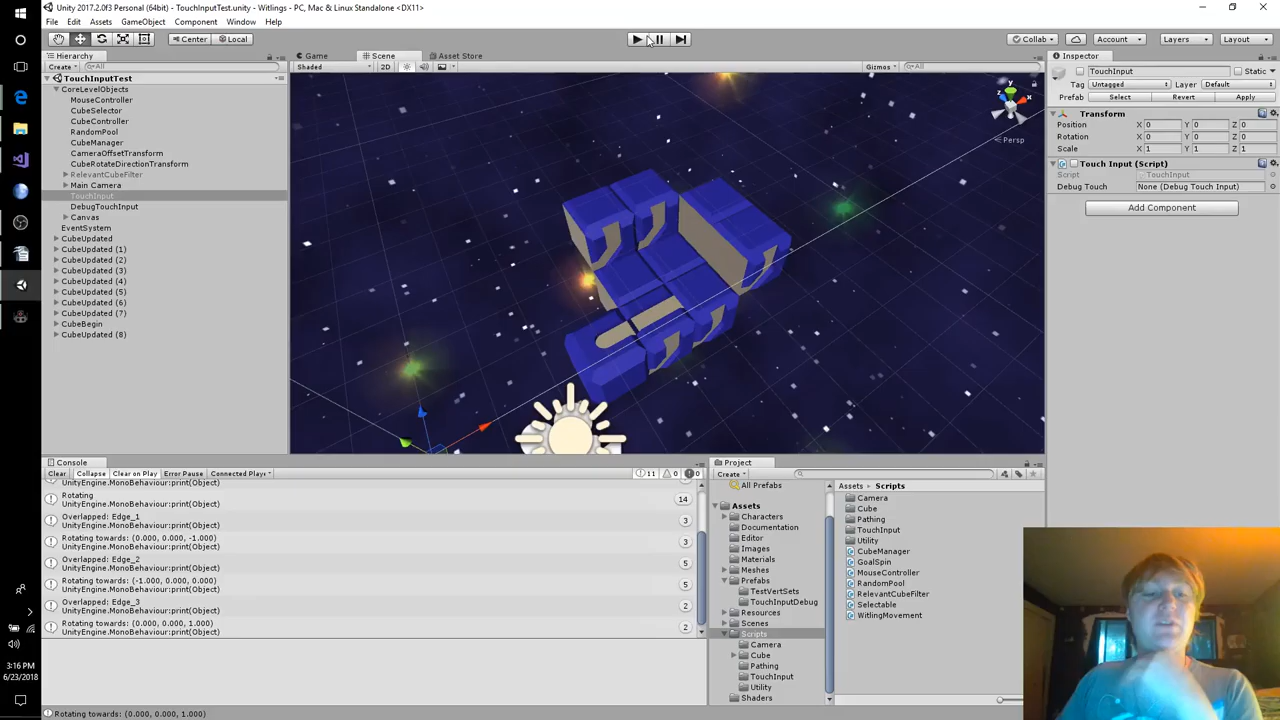 Unity 2017.2.0f3 Personal (64bit) - TouchInputTest.unity - Witlings - PC, Mac & Linux Standalone <DX11>
File Edit Assets GameObject Component Window Help
Center Local Collab Account Layers Layout
Hierarchy
Create All
TouchInputTest
CoreLevelObjects
MouseController
CubeSelector
CubeController
RandomPool
CubeManager
CameraOffsetTransform
CubeRotateDirectionTransform
RelevantCubeFilter
Main Camera
TouchInput
DebugTouchInput
Canvas
EventSystem
CubeUpdated
CubeUpdated (1)
CubeUpdated (2)
CubeUpdated (3)
CubeUpdated (4)
CubeUpdated (5)
CubeUpdated (6)
CubeUpdated (7)
CubeBegin
CubeUpdated (8)
Game Scene Asset Store
Shaded 2D Gizmos All
y
x
Persp
Inspector
TouchInput Static
Tag Untagged Layer Default
Prefab Select Revert Apply
Transform
Position X 0 Y 0 Z 0
Rotation X 0 Y 0 Z 0
Scale X 1 Y 1 Z 1
Touch Input (Script)
Script TouchInput
Debug Touch None (Debug Touch Input)
Add Component
Console
Clear Collapse Clear on Play Error Pause Connected Play 11 0 0
UnityEngine.MonoBehaviour:print(Object)
Rotating 14
UnityEngine.MonoBehaviour:print(Object)
Overlapped: Edge_1 3
UnityEngine.MonoBehaviour:print(Object)
Rotating towards: (0.000, 0.000, -1.000) 3
UnityEngine.MonoBehaviour:print(Object)
Overlapped: Edge_2 5
UnityEngine.MonoBehaviour:print(Object)
Rotating towards: (-1.000, 0.000, 0.000) 5
UnityEngine.MonoBehaviour:print(Object)
Overlapped: Edge_3 2
UnityEngine.MonoBehaviour:print(Object)
Rotating towards: (0.000, 0.000, 1.000) 2
UnityEngine.MonoBehaviour:print(Object)
Rotating towards: (0.000, 0.000, 1.000)
Project
Create
All Prefabs
Assets
Characters
Documentation
Editor
Images
Materials
Meshes
Prefabs
TestVertSets
TouchInputDebug
Resources
Scenes
Scripts
Camera
Cube
Pathing
TouchInput
Utility
Shaders
Assets Scripts
Camera
Cube
Pathing
TouchInput
Utility
CubeManager
GoalSpin
MouseController
RandomPool
RelevantCubeFilter
Selectable
WitlingMovement
3:16 PM
6/23/2018